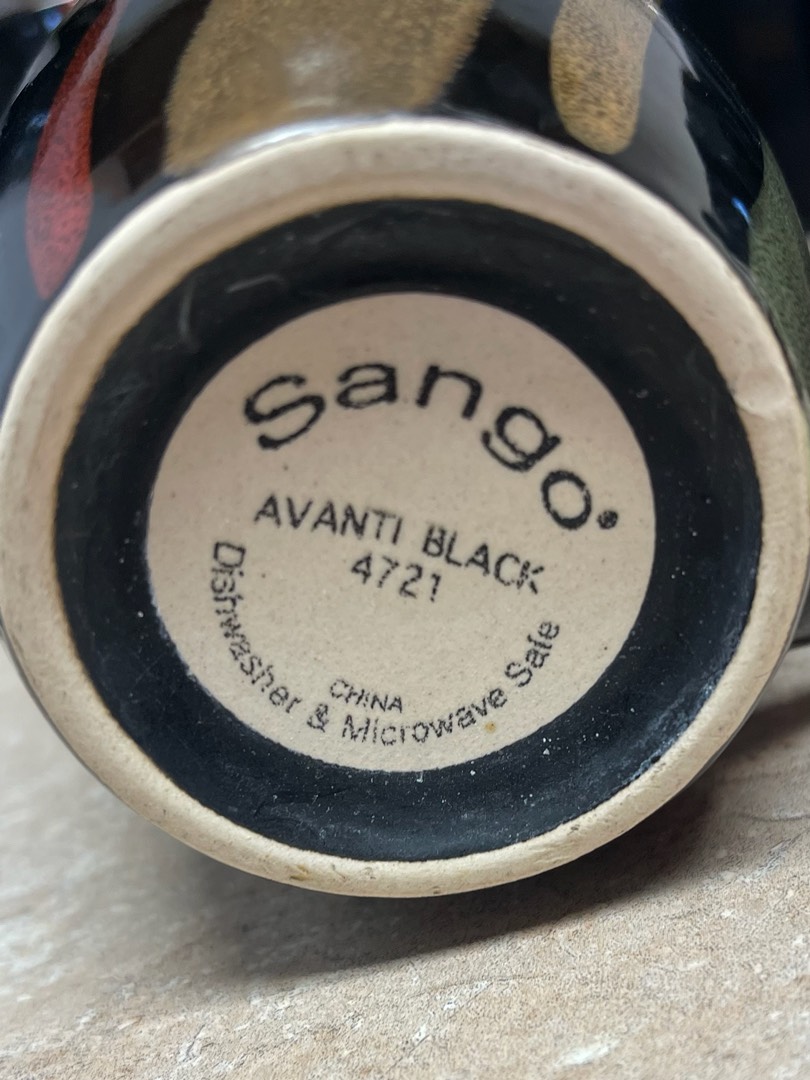 Sango®
AVANTI BLACK
4721
CHINA
Dishwasher & Microwave Safe